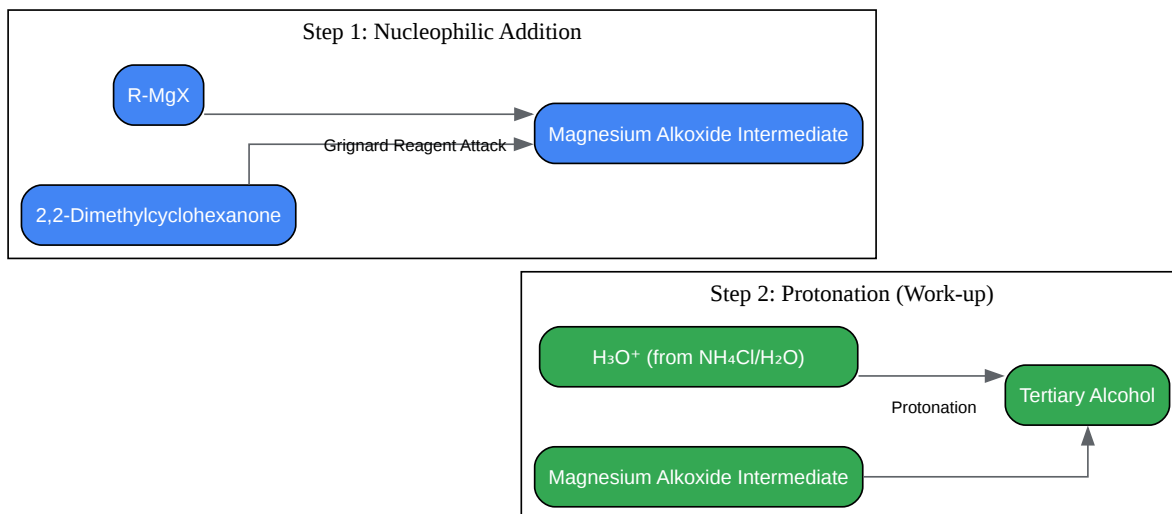 Step 1: Nucleophilic Addition
R-MgX
Magnesium Alkoxide Intermediate
Grignard Reagent Attack
2,2-Dimethylcyclohexanone
Step 2: Protonation (Work-up)
H₃O⁺ (from NH₄Cl/H₂O)
Tertiary Alcohol
Protonation
Magnesium Alkoxide Intermediate